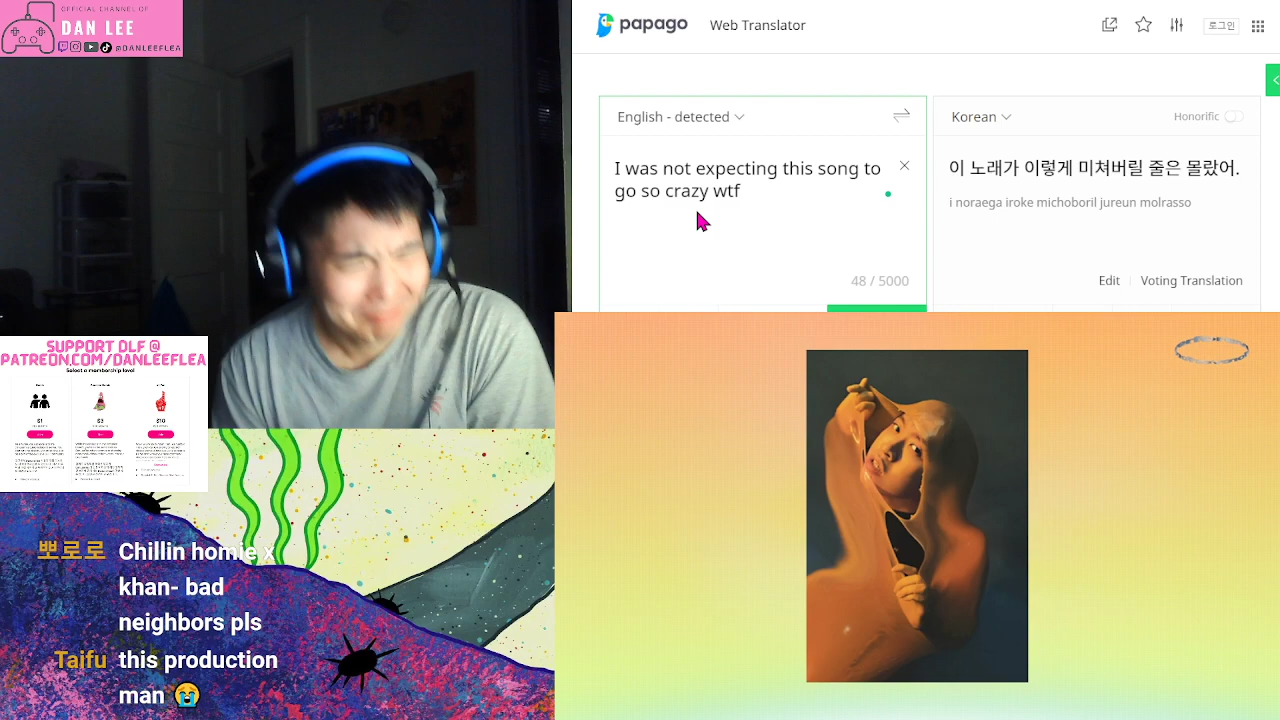 OFFICIAL CHANNEL OF
DAN LEE
@DANLEEFLEA
papago
Web Translator
로그인
English - detected
Korean
Honorific
I was not expecting this song to
go so crazy wtf
이 노래가 이렇게 미쳐버릴 줄은 몰랐어.
i noraega iroke michoboril jureun molrasso
48 / 5000
Edit
Voting Translation
SUPPORT DLF @
PATREON.COM/DANLEEFLEA
Select a membership level
$1
$3
$10
뽀로로 Chillin homie x
khan- bad
neighbors pls
Taifu this production
man 😭